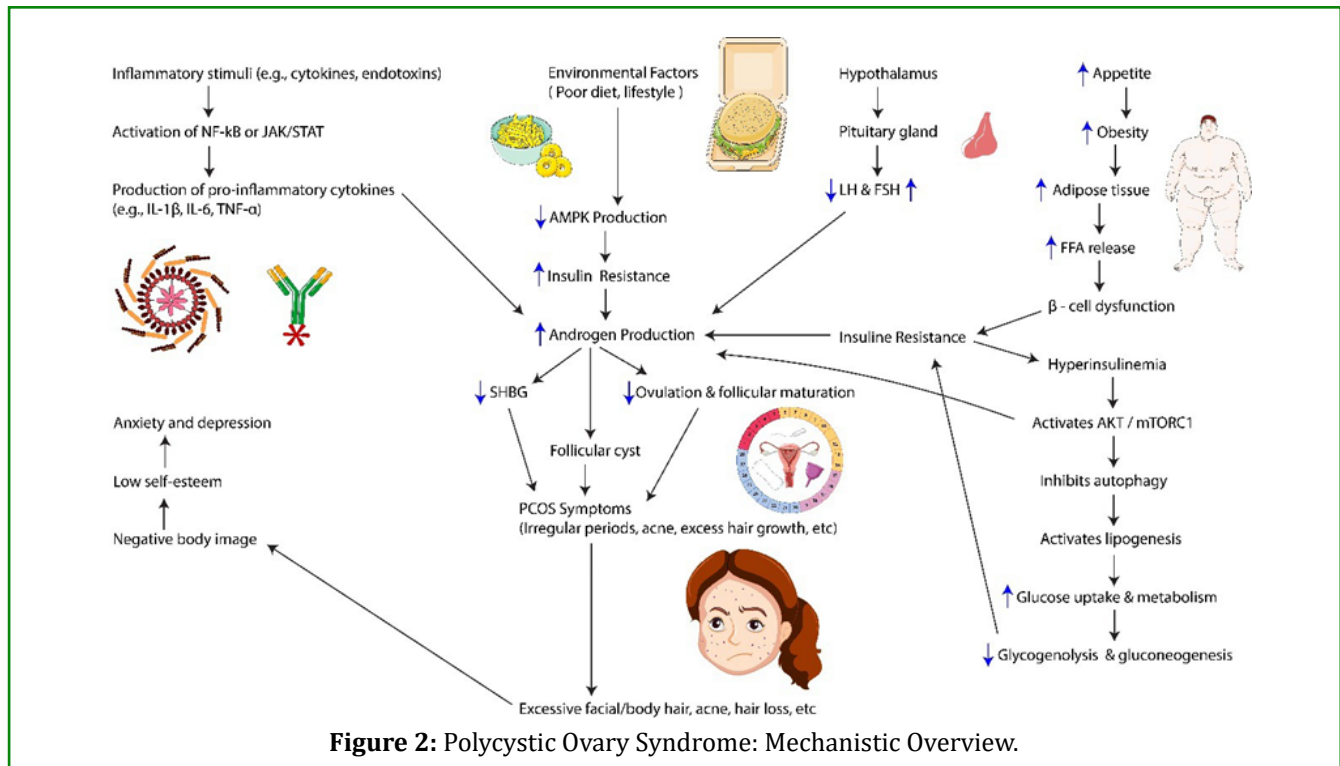 Inflammatory stimuli (e.g., cytokines, endotoxins)
Activation of NF-kB or JAK/STAT
Production of pro-inflammatory cytokines
(e.g., IL-1β, IL-6, TNF-α)
Environmental Factors
( Poor diet, lifestyle )
↓ AMPK Production
↑ Insulin Resistance
↑ Androgen Production
Hypothalamus
Pituitary gland
↓ LH & FSH ↑
↑ Appetite
↑ Obesity
↑ Adipose tissue
↑ FFA release
β - cell dysfunction
Insuline Resistance
Hyperinsulinemia
Activates AKT / mTORC1
Inhibits autophagy
Activates lipogenesis
↑ Glucose uptake & metabolism
↓ Glycogenolysis & gluconeogenesis
↓ SHBG
↓ Ovulation & follicular maturation
Follicular cyst
PCOS Symptoms
(Irregular periods, acne, excess hair growth, etc)
Excessive facial/body hair, acne, hair loss, etc
Anxiety and depression
Low self-esteem
Negative body image
Figure 2: Polycystic Ovary Syndrome: Mechanistic Overview.